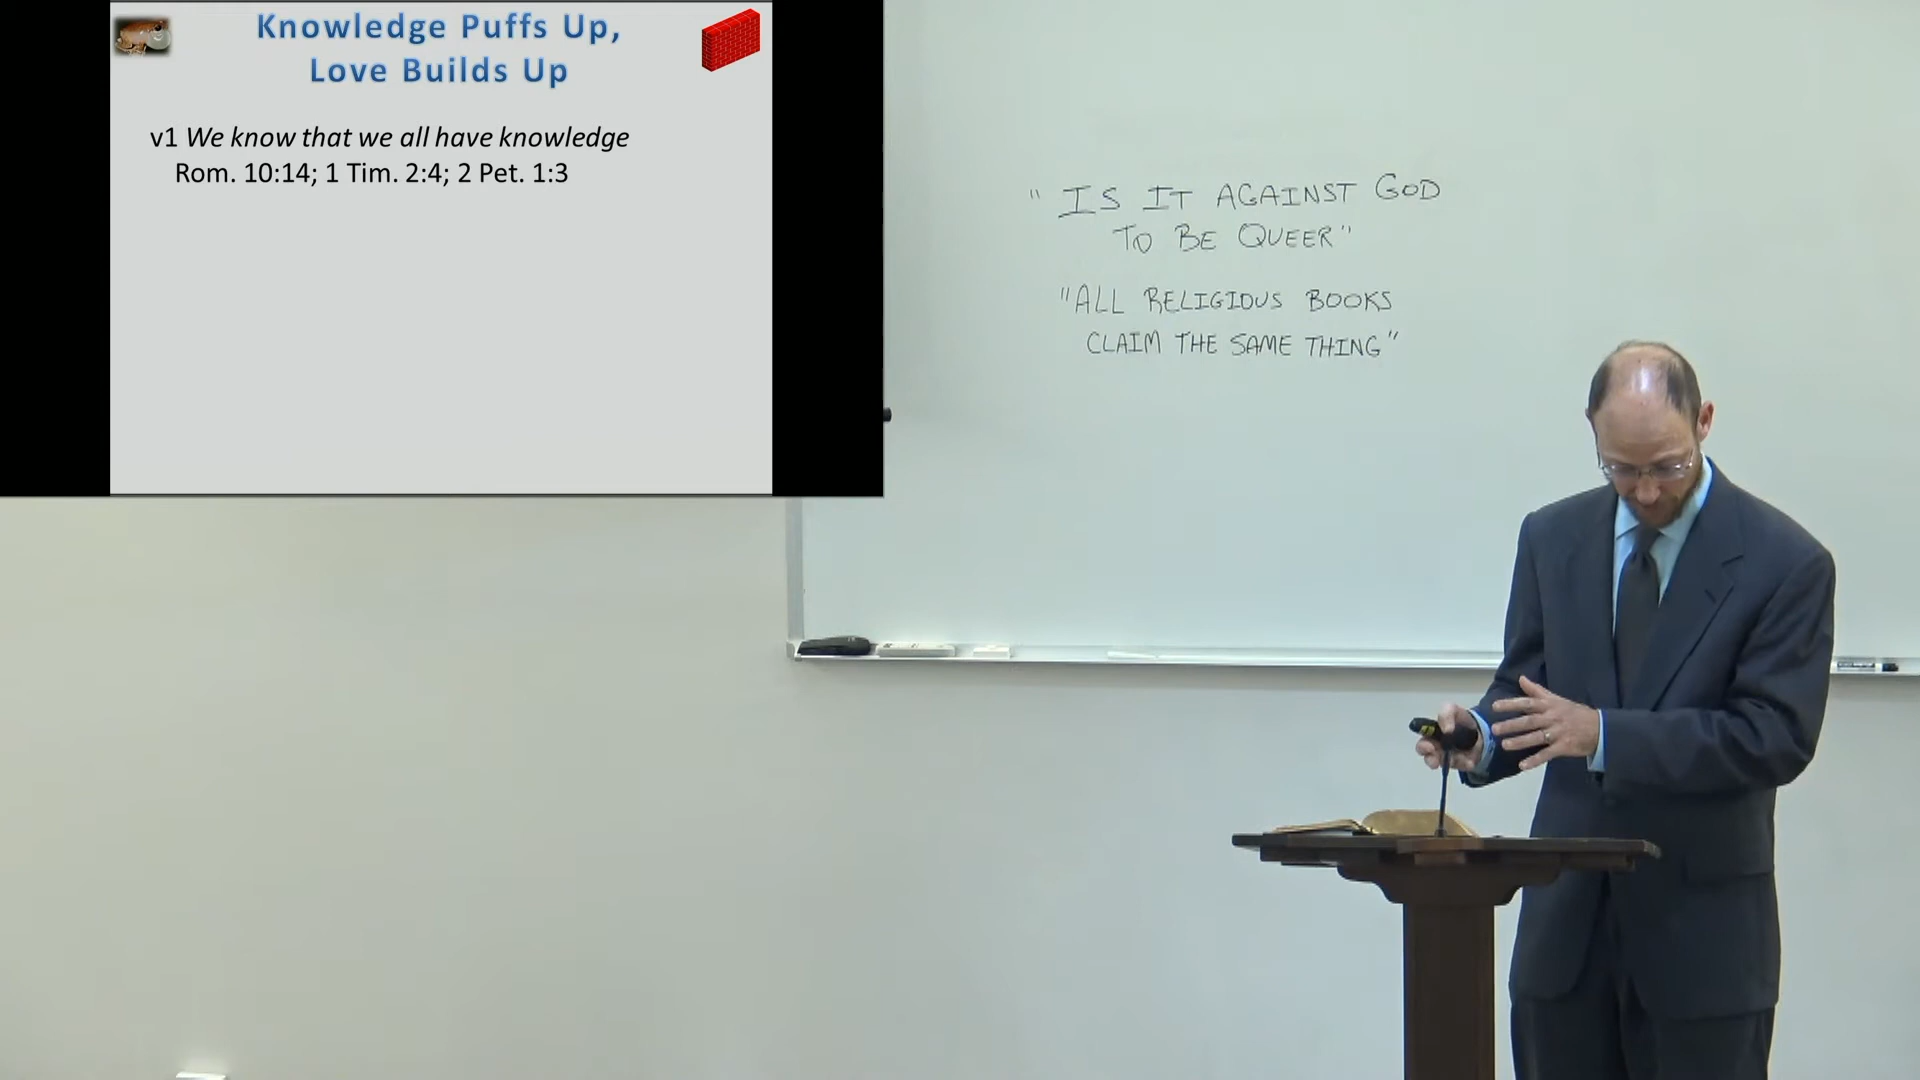 Knowledge Puffs Up,
Love Builds Up
v1 We know that we all have knowledge
Rom. 10:14; 1 Tim. 2:4; 2 Pet. 1:3
"IS IT AGAINST GOD
TO BE QUEER"
"ALL RELIGIOUS BOOKS
CLAIM THE SAME THING"